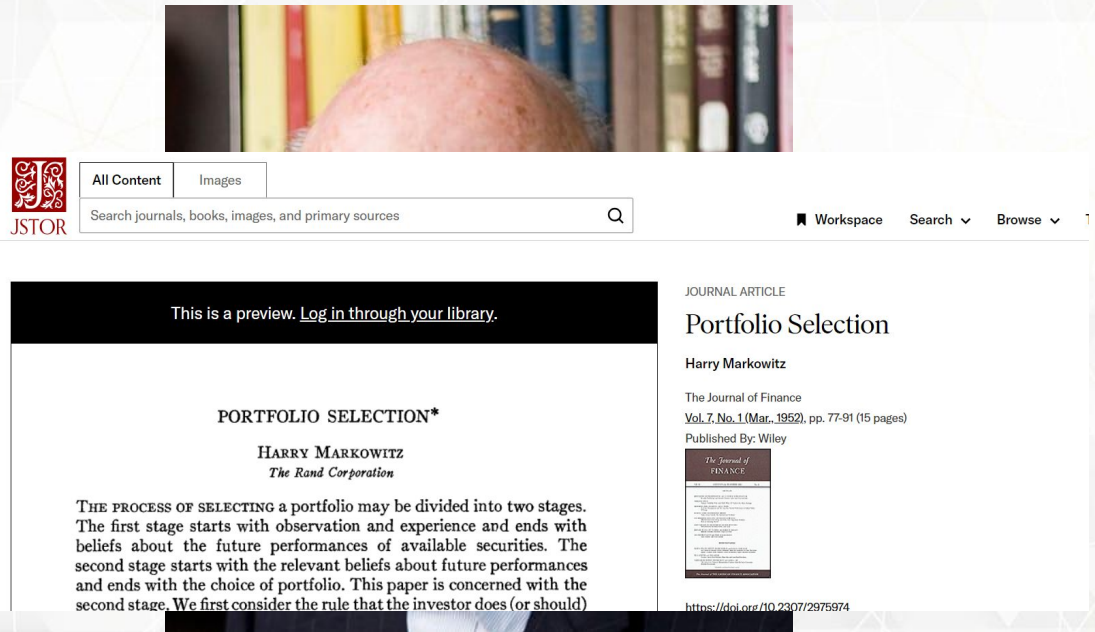 All Content
Images
JSTOR
Search journals, books, images, and primary sources
Workspace
Search
Browse
This is a preview. Log in through your library.
PORTFOLIO SELECTION*
HARRY MARKOWITZ
The Rand Corporation
THE PROCESS OF SELECTING a portfolio may be divided into two stages.
The first stage starts with observation and experience and ends with
beliefs about the future performances of available securities. The
second stage starts with the relevant beliefs about future performances
and ends with the choice of portfolio. This paper is concerned with the
second stage. We first consider the rule that the investor does (or should)
JOURNAL ARTICLE
Portfolio Selection
Harry Markowitz
The Journal of Finance
Vol. 7, No. 1 (Mar., 1952), pp. 77-91 (15 pages)
Published By: Wiley
The Journal of
FINANCE
https://doi.org/10.2307/2975974